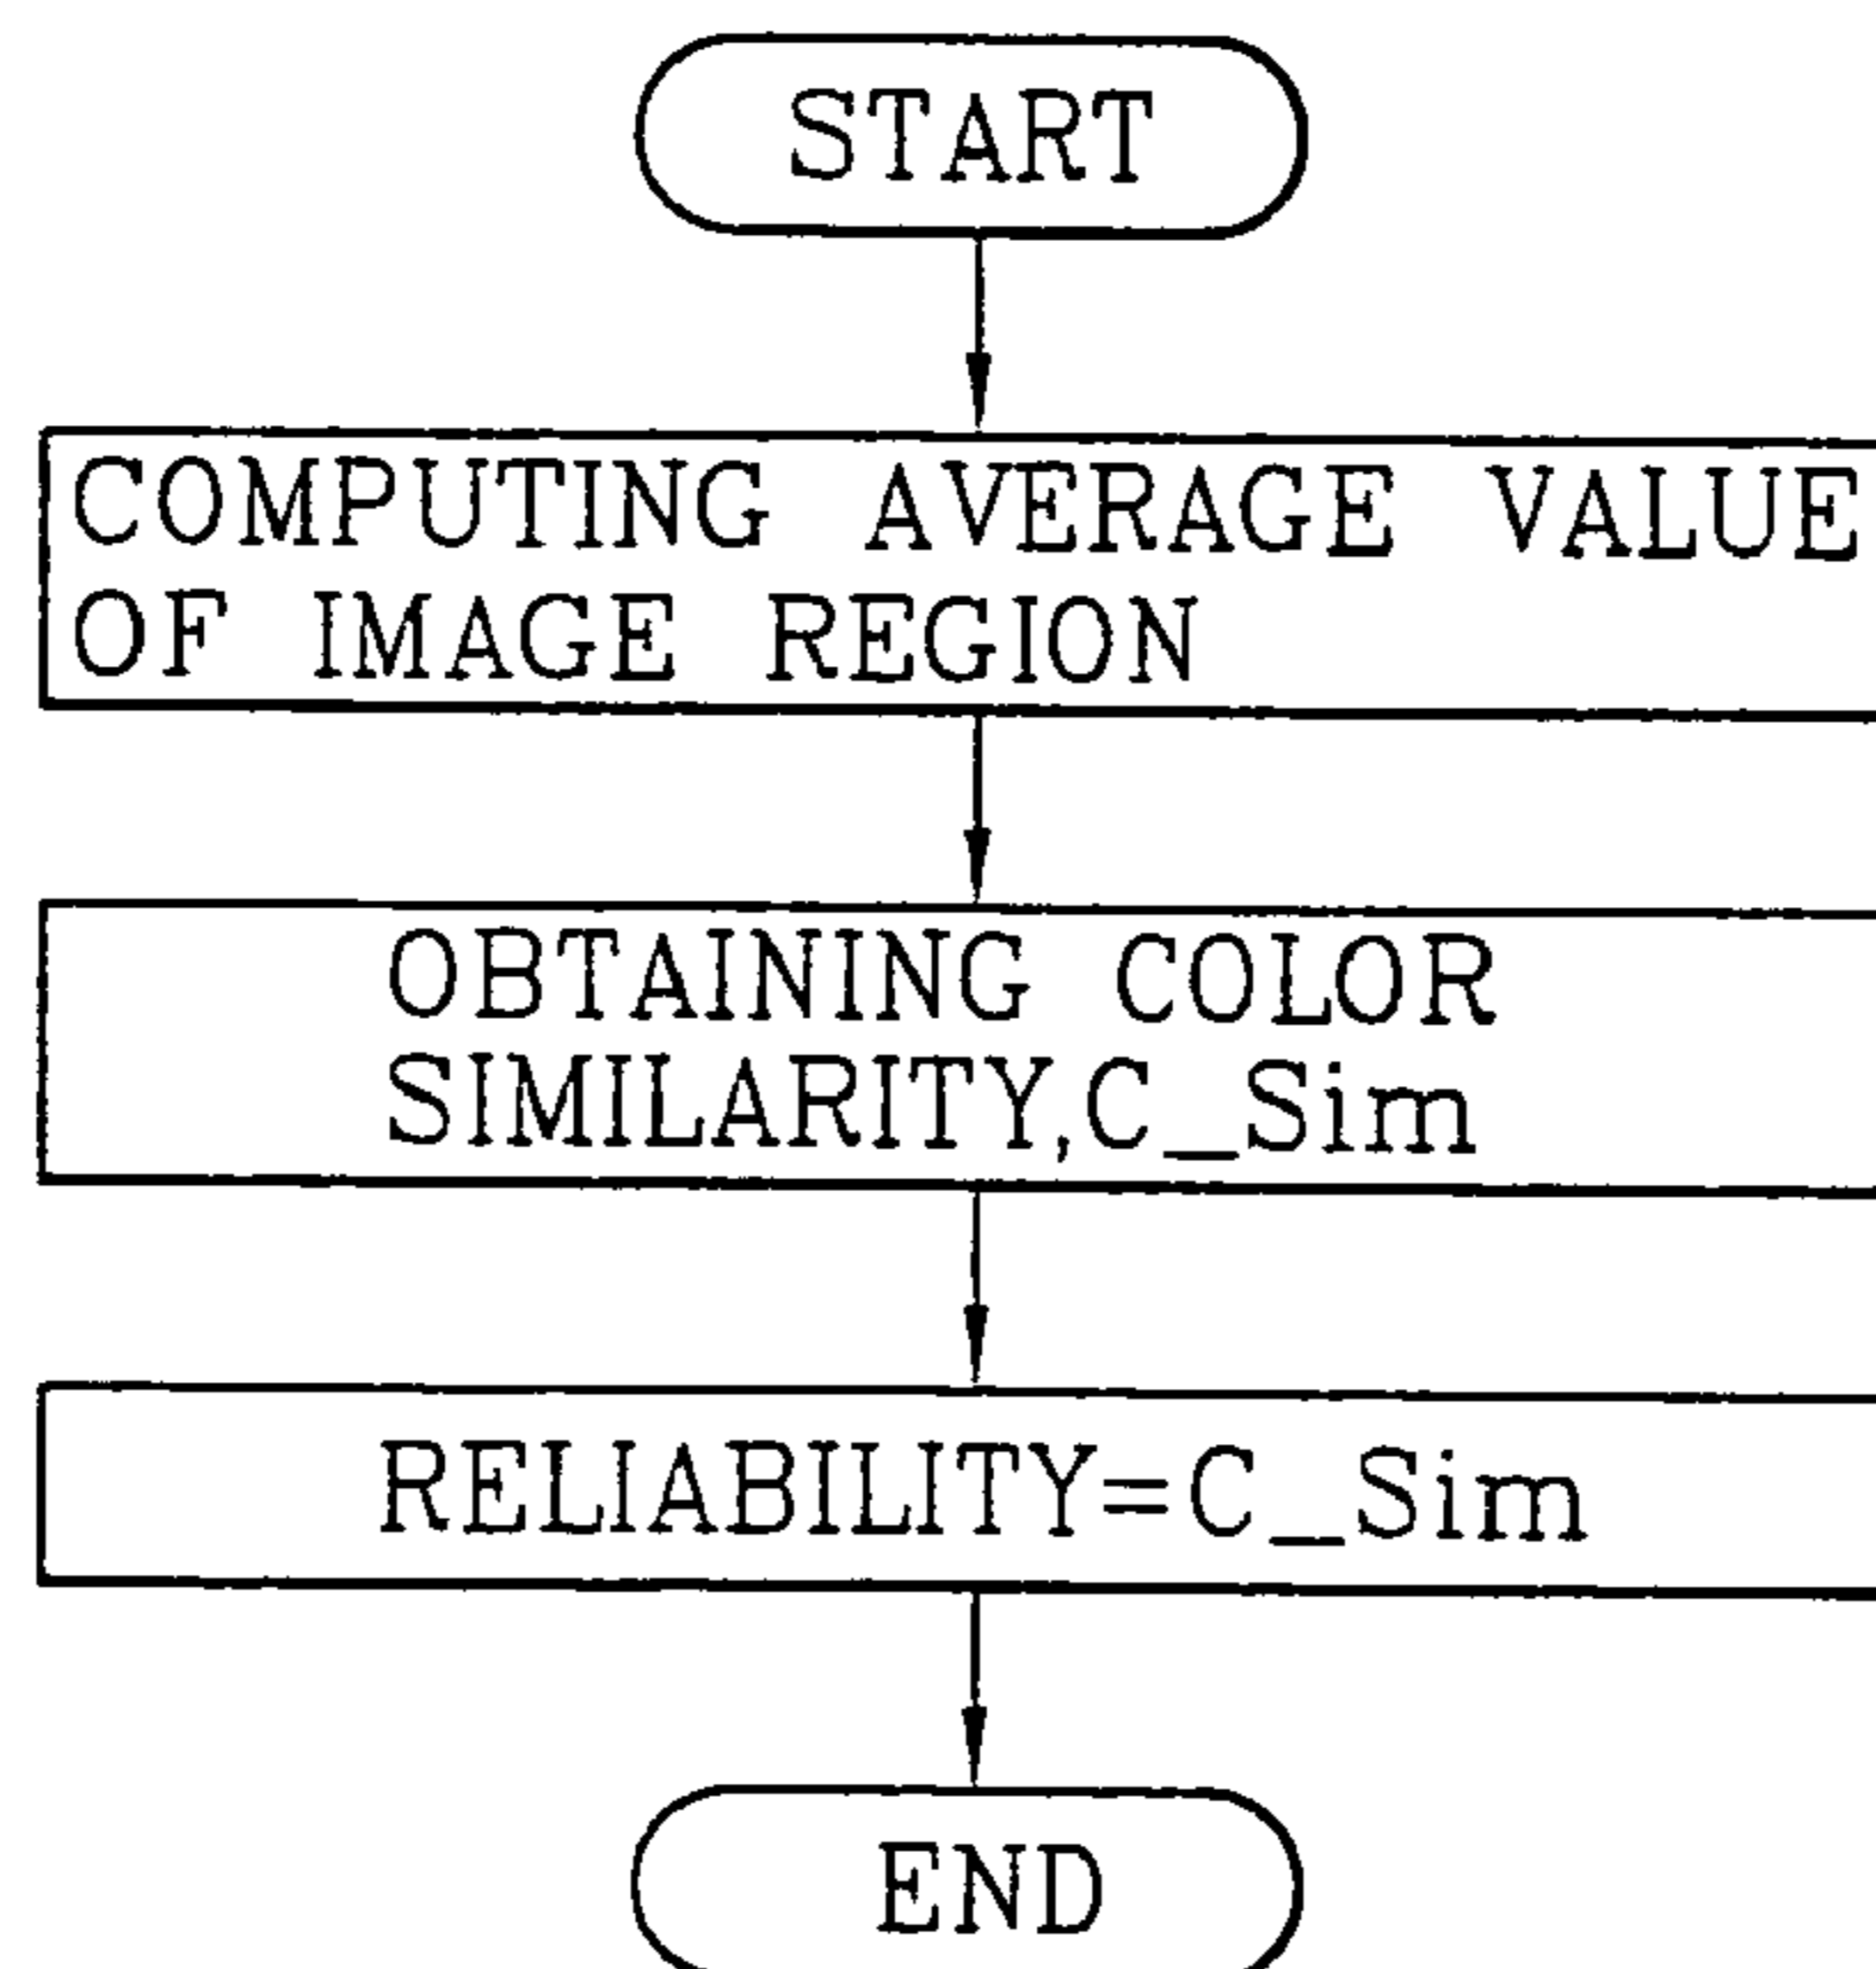 START
COMPUTING AVERAGE VALUE
OF IMAGE REGION
OBTAINING COLOR
SIMILARITY,C_Sim
RELIABILITY=C_Sim
END